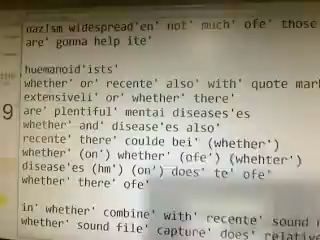 nazism widespread'en' not' much' ofe' those
are' gonna help ite'
huemanoid'ists'
whether' or' recente' also' with' quote mar
extensiveli' or' whether' there'
are' plentiful' mentai diseases'es
whether' and' disease'es also'
recente' there' coulde bei' (whether')
whether' (on') whether' (ofe') (whehter')
disease'es (hm') (on') does' te' ofe'
whether' there' ofe'
in' whether' combine' with' recente' sound
whether' sound file' capture' does' relative
9